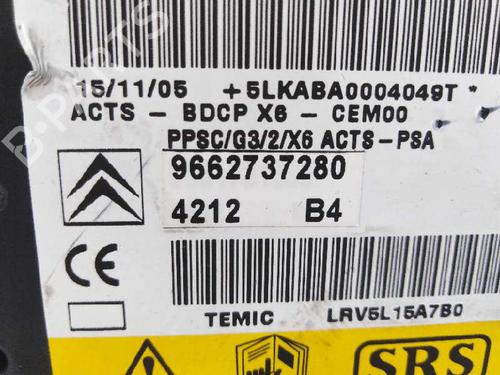 B-PARTS
15/11/05 +5LKABA0004049T*
ACTS - BDCP X6 - CEM00
PPSC/G3/2/X6 ACTS-PSA
9662737280
4212 B4
CE
TEMIC LRV5L15A7B0
SRS